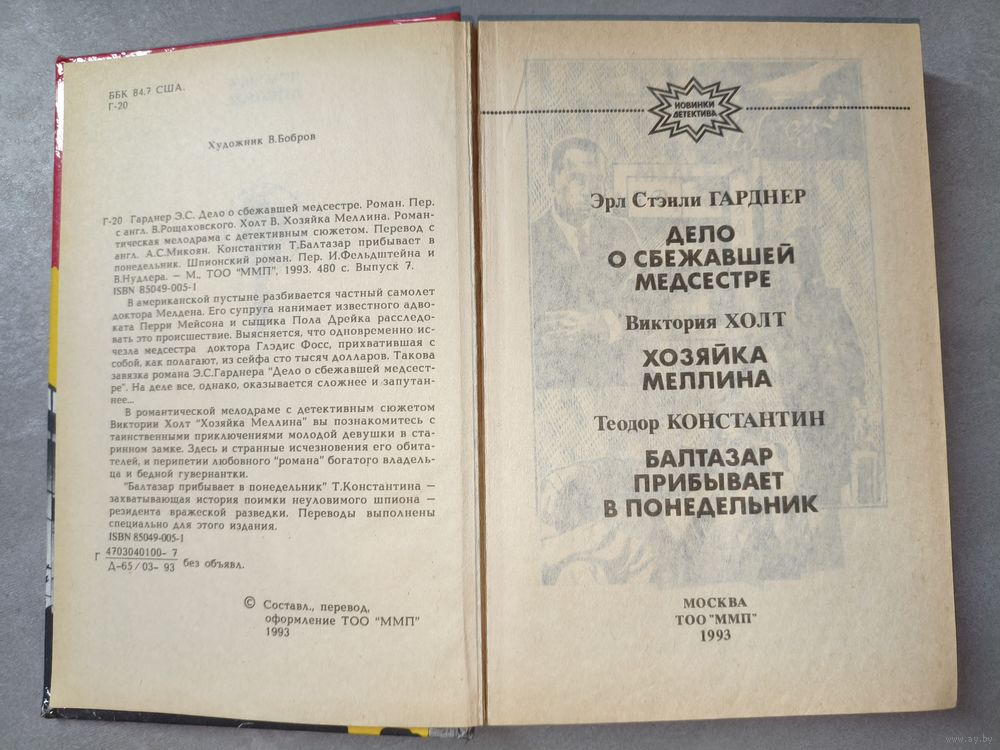 ББК 84.7 США.
Г-20
Художник В.Бобров
Г-20 Гарднер Э.С. Дело о сбежавшей медсестре. Роман. Пер.
с англ. В.Рощаховского. Холт В. Хозяйка Меллина. Роман-
тическая мелодрама с детективным сюжетом. Перевод с
англ. А.С.Микоян. Константин Т.Балтазар прибывает в
понедельник. Шпионский роман. Пер. И.Фельдштейна и
В.Нудлера. — М., ТОО "ММП", 1993. 480 с. Выпуск 7.
ISBN 85049-005-1
В американской пустыне разбивается частный самолет
доктора Мелдена. Его супруга нанимает известного адво-
ката Перри Мейсона и сыщика Пола Дрейка расследо-
вать это происшествие. Выясняется, что одновременно ис-
чезла медсестра доктора Глэдис Фосс, прихватившая с
собой, как полагают, из сейфа сто тысяч долларов. Такова
завязка романа Э.С.Гарднера "Дело о сбежавшей медсест-
ре". На деле все, однако, оказывается сложнее и запутан-
нее...
В романтической мелодраме с детективным сюжетом
Виктории Холт "Хозяйка Меллина" вы познакомитесь с
таинственными приключениями молодой девушки в ста-
ринном замке. Здесь и странные исчезновения его обита-
телей, и перипетии любовного "романа" богатого владель-
ца и бедной гувернантки.
"Балтазар прибывает в понедельник" Т.Константина —
захватывающая история поимки неуловимого шпиона —
резидента вражеской разведки. Переводы выполнены
специально для этого издания.
ISBN 85049-005-1
Г 4703040100- 7
Д-65/03- 93 без объявл.
© Составл., перевод,
оформление ТОО "ММП"
1993
НОВИНКИ
ДЕТЕКТИВА
Эрл Стэнли ГАРДНЕР
ДЕЛО
О СБЕЖАВШЕЙ
МЕДСЕСТРЕ
Виктория ХОЛТ
ХОЗЯЙКА
МЕЛЛИНА
Теодор КОНСТАНТИН
БАЛТАЗАР
ПРИБЫВАЕТ
В ПОНЕДЕЛЬНИК
МОСКВА
ТОО "ММП"
1993
www.ay.by